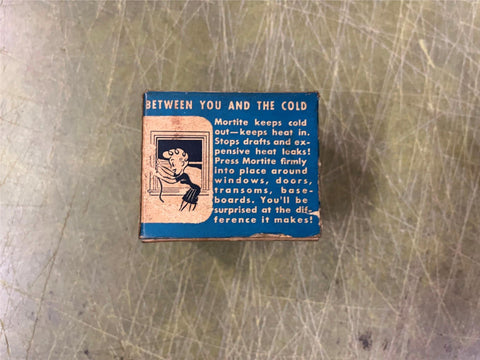 BETWEEN YOU AND THE COLD
Mortite keeps cold
out—keeps heat in.
Stops drafts and ex-
pensive heat leaks!
Press Mortite firmly
into place around
windows, doors,
transoms, base-
boards. You'll be
surprised at the dif-
ference it makes!